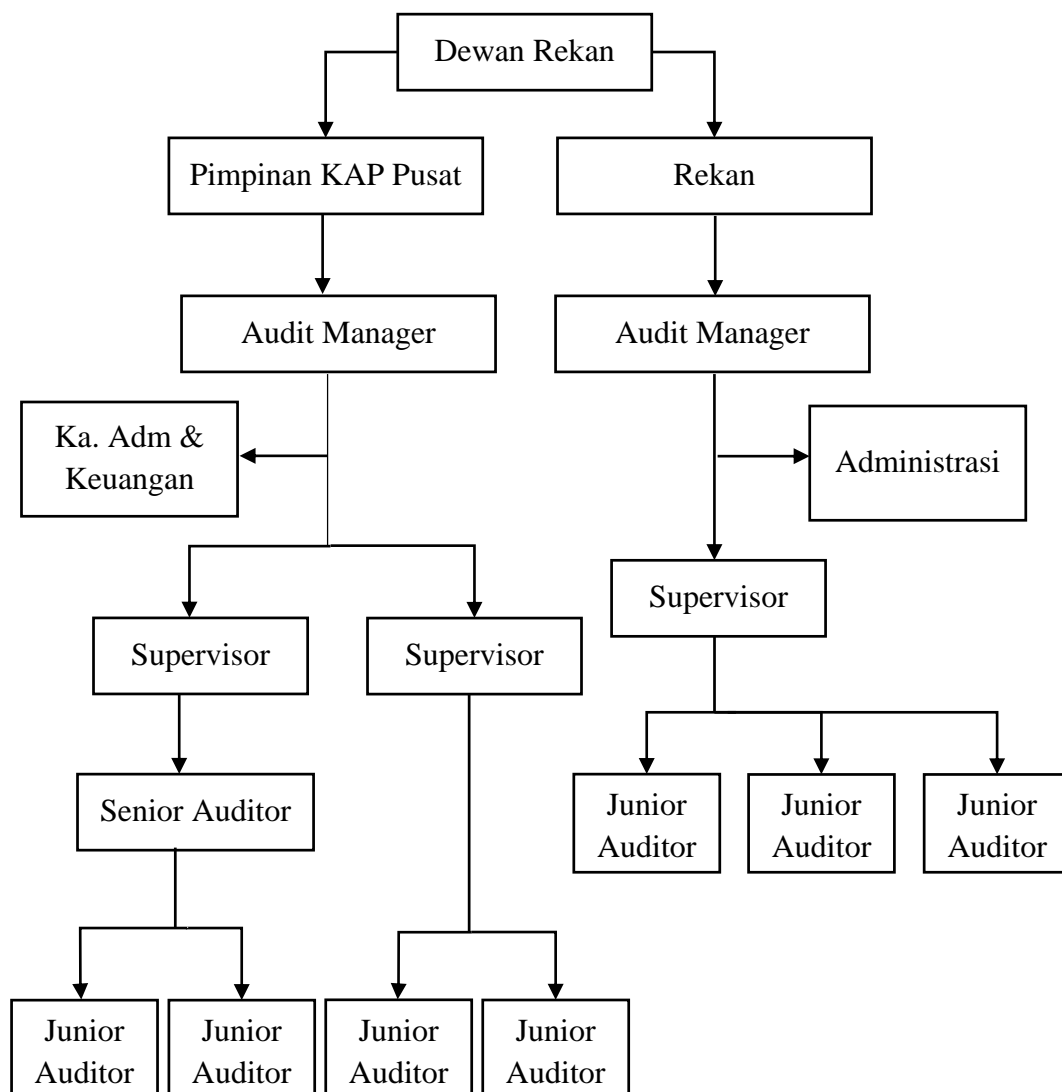 Dewan Rekan
Pimpinan KAP Pusat
Rekan
Audit Manager
Audit Manager
Ka. Adm &
Keuangan
Administrasi
Supervisor
Supervisor
Supervisor
Senior Auditor
Junior
Auditor
Junior
Auditor
Junior
Auditor
Junior
Auditor
Junior
Auditor
Junior
Auditor
Junior
Auditor